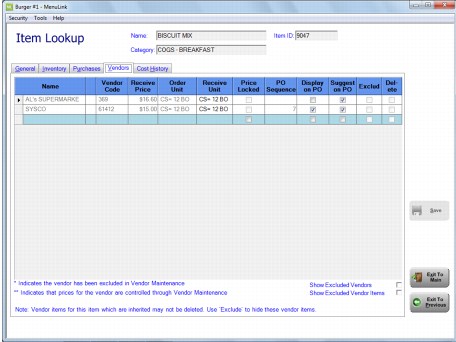 Burger #1 - MenuLink
Security Tools Help
Item Lookup
Name: BISCUIT MIX Item ID: 9047
Category: COGS - BREAKFAST
General Inventory Purchases Vendors Cost History
Name Vendor Code Receive Price Order Unit Receive Unit Price Locked PO Sequence Display on PO Suggest on PO Exclud Del-ete
AL's SUPERMARKE 369 $16.60 CS= 12 BO CS= 12 BO
SYSCO 61412 $15.00 CS= 12 BO CS= 12 BO 7
Save
* Indicates the vendor has been excluded in Vendor Maintenance Show Excluded Vendors
** Indicates that prices for the vendor are controlled through Vendor Maintenance Show Excluded Vendor Items
Exit To Main
Note: Vendor items for this item which are inherited may not be deleted. Use 'Exclude' to hide these vendor items.
Exit To Previous